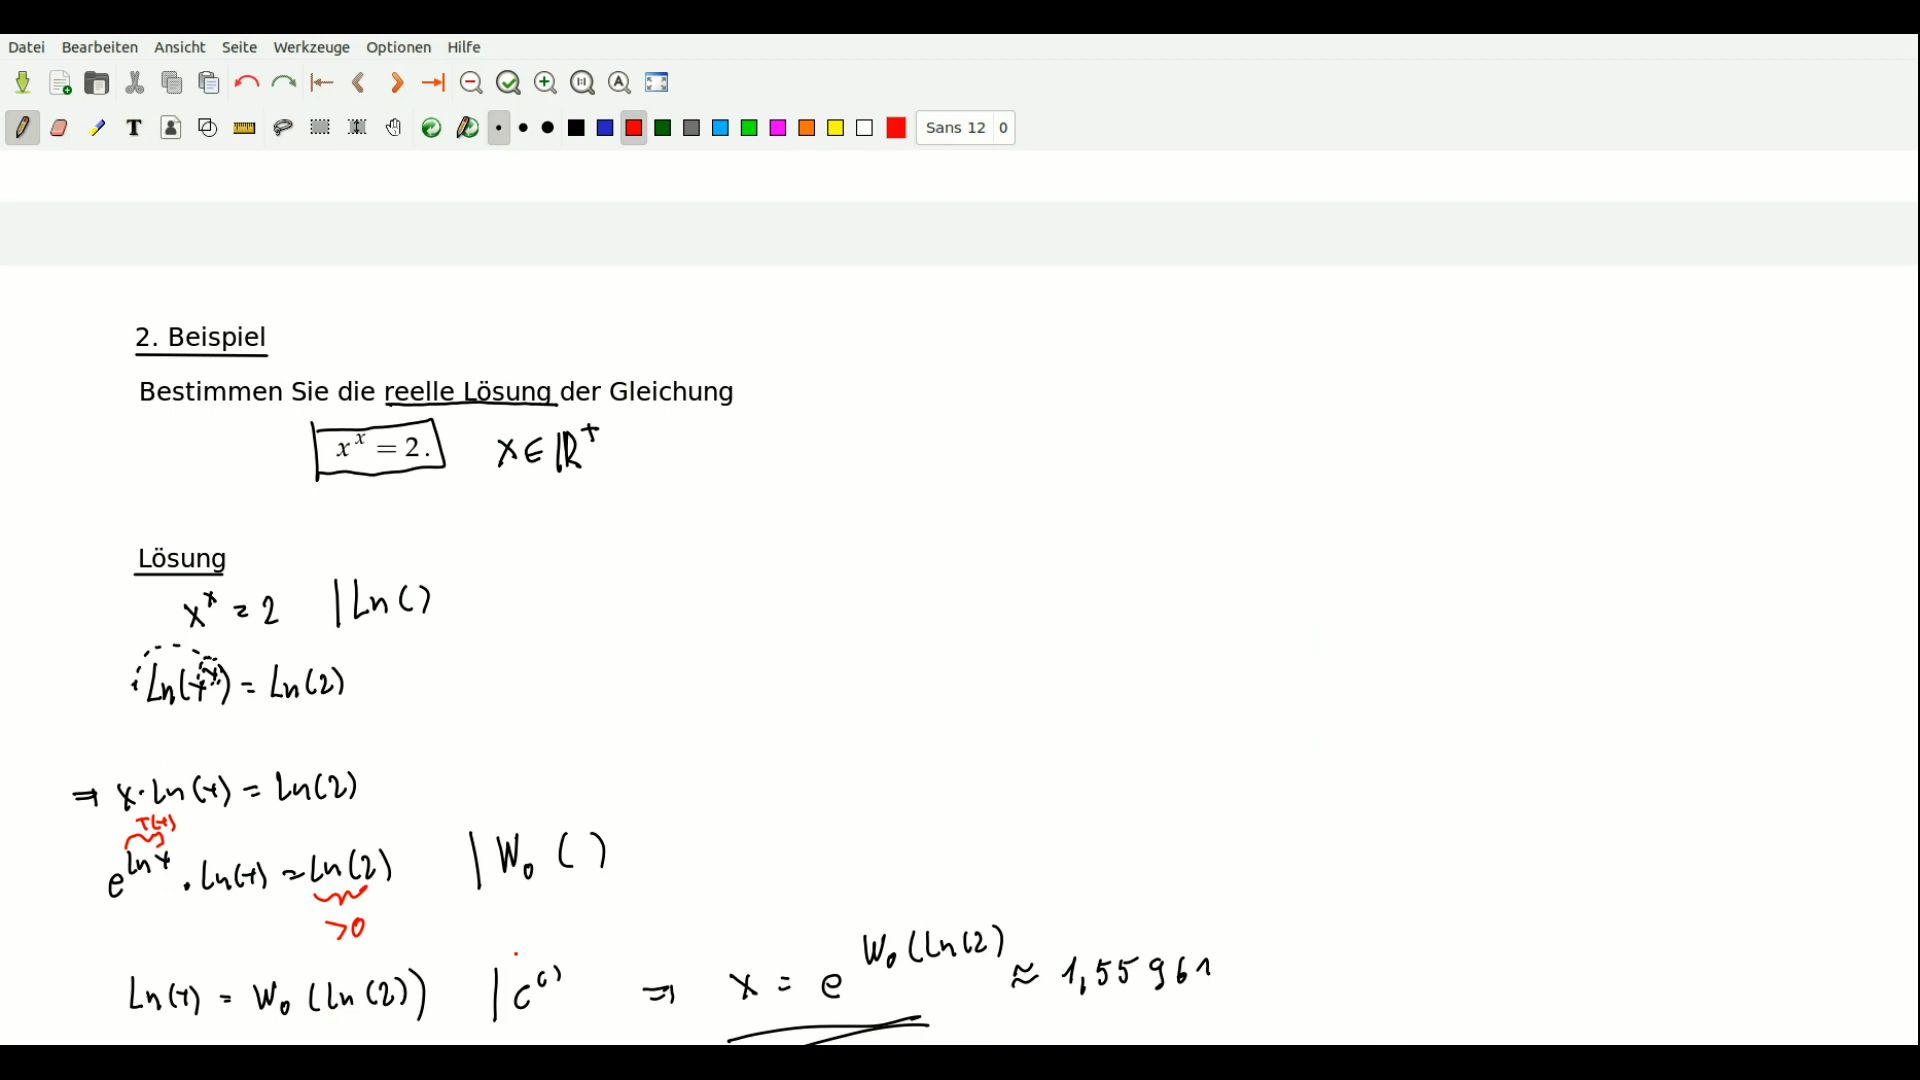 Datei Bearbeiten Ansicht Seite Werkzeuge Optionen Hilfe
T Sans 12 0
2. Beispiel
Bestimmen Sie die reelle Lösung der Gleichung
x^x = 2. x ∈ ℝ^+
Lösung
x^x = 2 | Ln ( )
Ln(x^x) = Ln(2)
⇒ x · Ln(x) = Ln(2)
T(x)
e^{ln x} · Ln(x) = Ln(2) | W₀ ( )
>0
Ln(x) = W₀ (Ln(2)) | e^{( )} ⇒ x = e^{W₀(Ln(2)} ≈ 1,55961